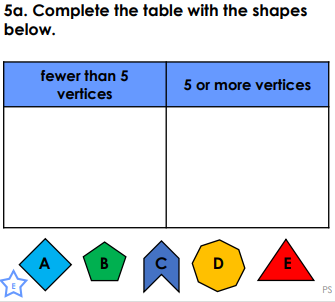 5a. Complete the table with the shapes
below.
fewer than 5
vertices
5 or more vertices
A
B
C
D
E
E
PS